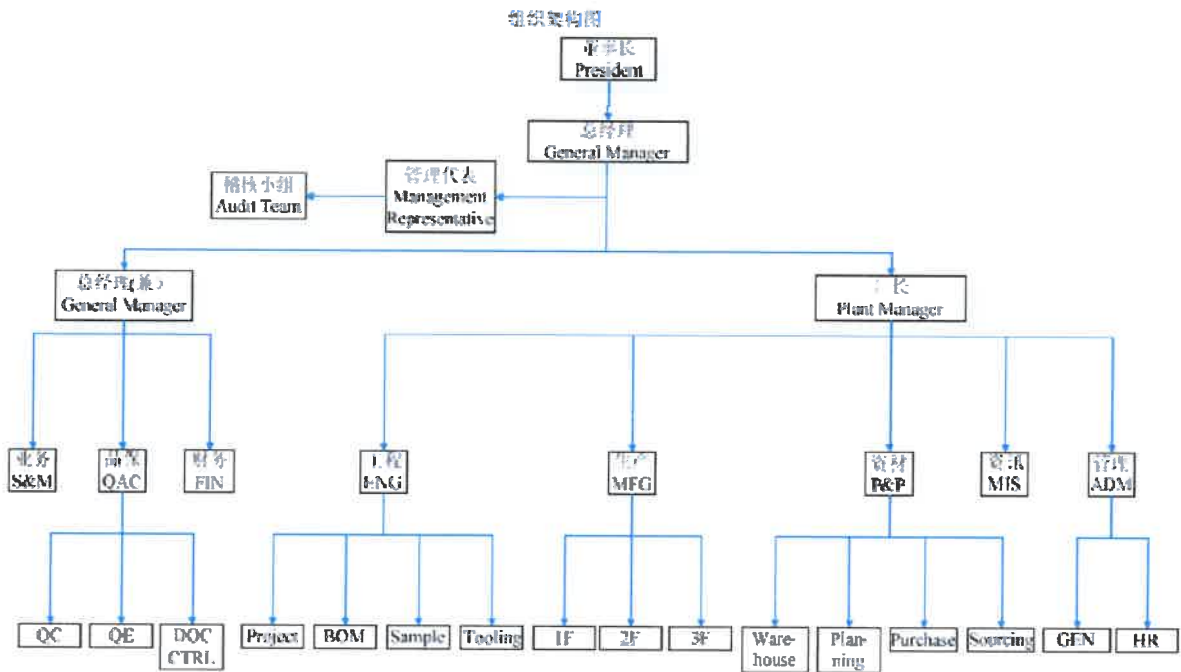 组织架构图
董事长
President
总经理
General Manager
稽核小组
Audit Team
管理代表
Management
Representative
总经理(兼)
General Manager
厂长
Plant Manager
业务
S&M
品保
QAC
财务
FIN
工程
ENG
生产
MFG
资材
P&P
资讯
MIS
管理
ADM
QC
QE
DOC
CTRL
Project
BOM
Sample
Tooling
1F
2F
3F
Ware-
house
Plan-
ning
Purchase
Sourcing
GEN
HR